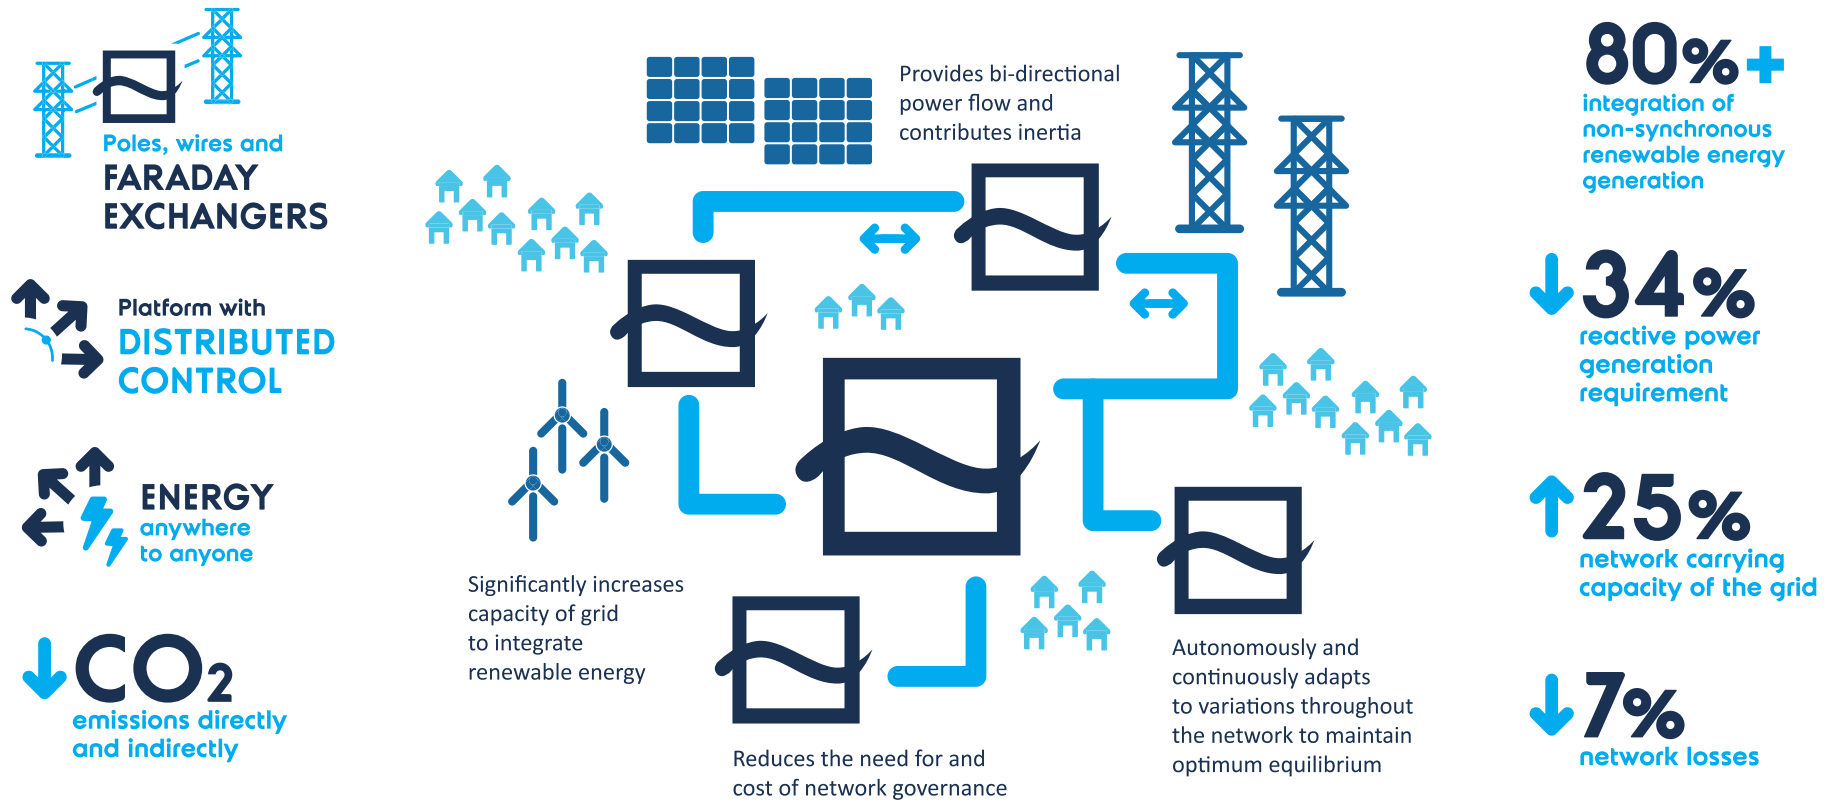 Poles, wires and
FARADAY
EXCHANGERS
Platform with
DISTRIBUTED
CONTROL
ENERGY
anywhere
to anyone
CO2
emissions directly
and indirectly
Provides bi-directional
power flow and
contributes inertia
Significantly increases
capacity of grid
to integrate
renewable energy
Reduces the need for and
cost of network governance
Autonomously and
continuously adapts
to variations throughout
the network to maintain
optimum equilibrium
80%+
integration of
non-synchronous
renewable energy
generation
34%
reactive power
generation
requirement
25%
network carrying
capacity of the grid
7%
network losses